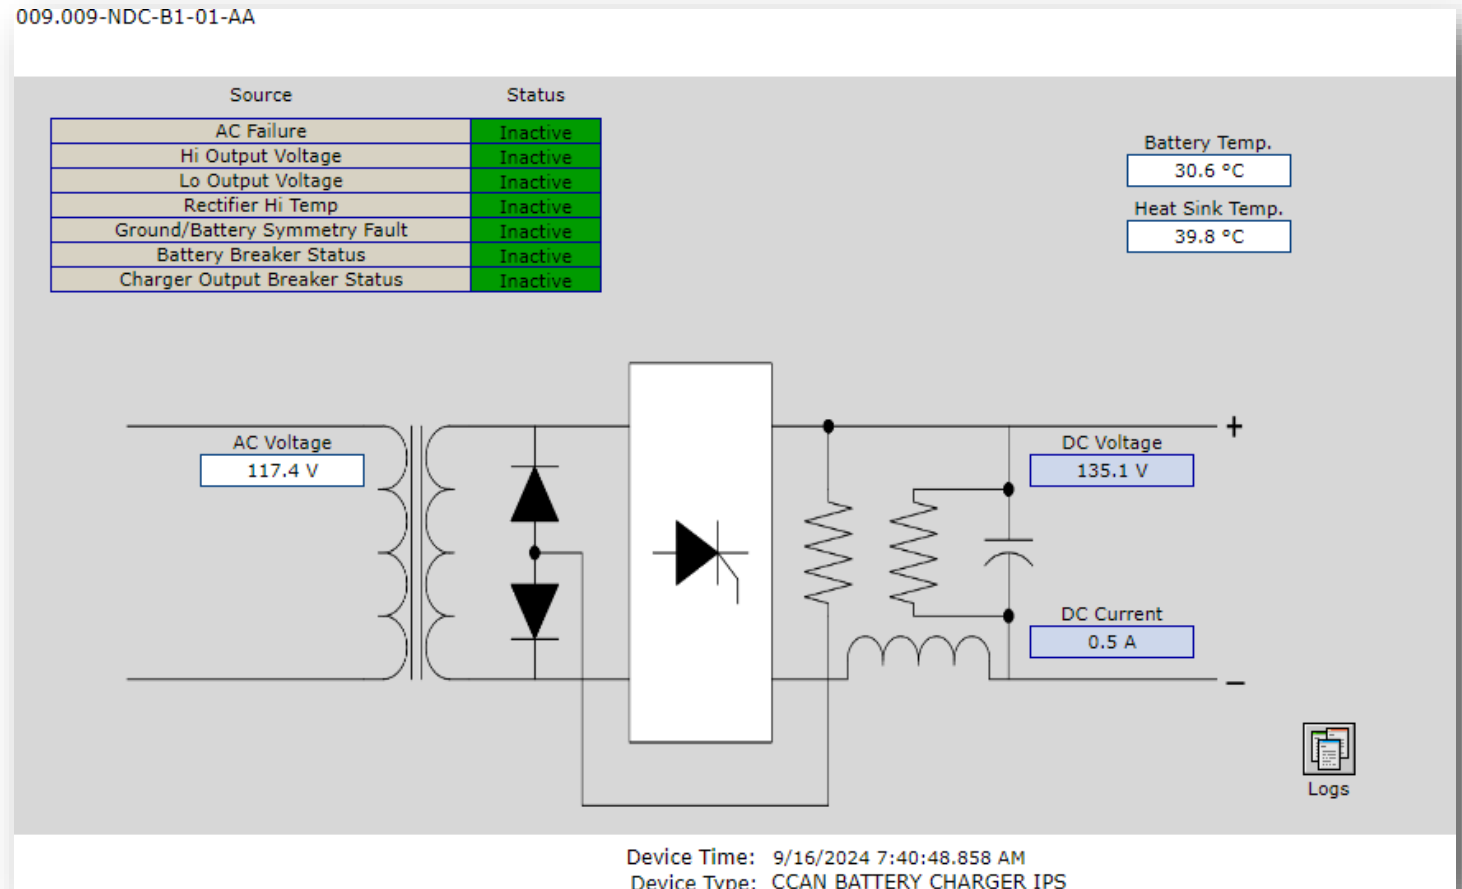 009.009-NDC-B1-01-AA
Source Status
AC Failure Inactive
Hi Output Voltage Inactive
Lo Output Voltage Inactive
Rectifier Hi Temp Inactive
Ground/Battery Symmetry Fault Inactive
Battery Breaker Status Inactive
Charger Output Breaker Status Inactive
Battery Temp.
30.6 °C
Heat Sink Temp.
39.8 °C
AC Voltage
117.4 V
+
DC Voltage
135.1 V
DC Current
0.5 A
−
Logs
Device Time: 9/16/2024 7:40:48.858 AM
Device Type: CCAN BATTERY CHARGER IPS